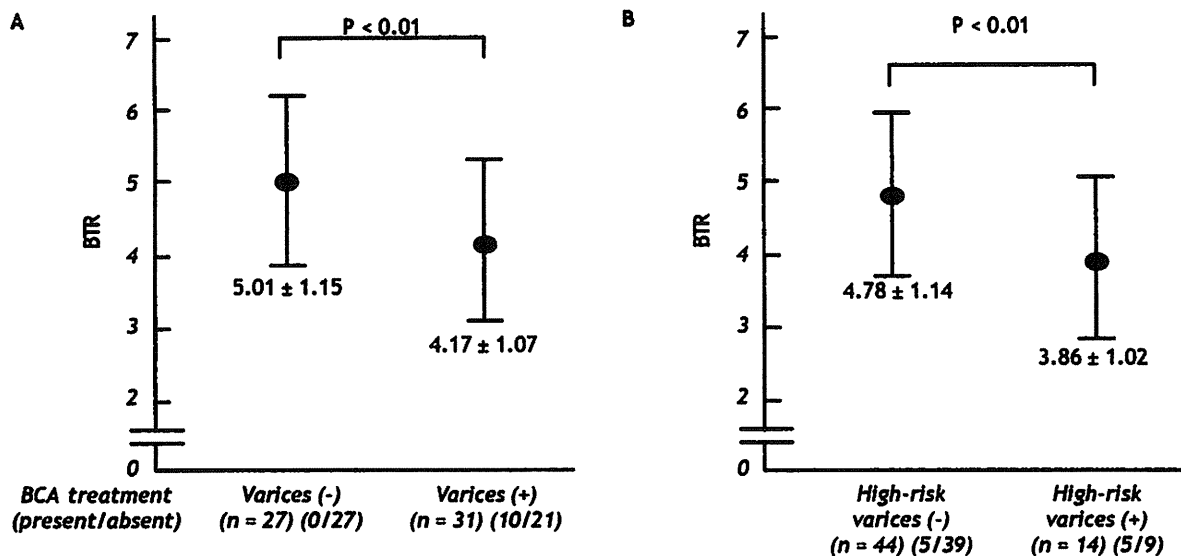 A
P < 0.01
7
6
5
4
3
2
0
BTR
5.01 ± 1.15
4.17 ± 1.07
BCA treatment
(present/absent)
Varices (-)
(n = 27) (0/27)
Varices (+)
(n = 31) (10/21)
B
P < 0.01
7
6
5
4
3
2
0
BTR
4.78 ± 1.14
3.86 ± 1.02
High-risk
varices (-)
(n = 44) (5/39)
High-risk
varices (+)
(n = 14) (5/9)